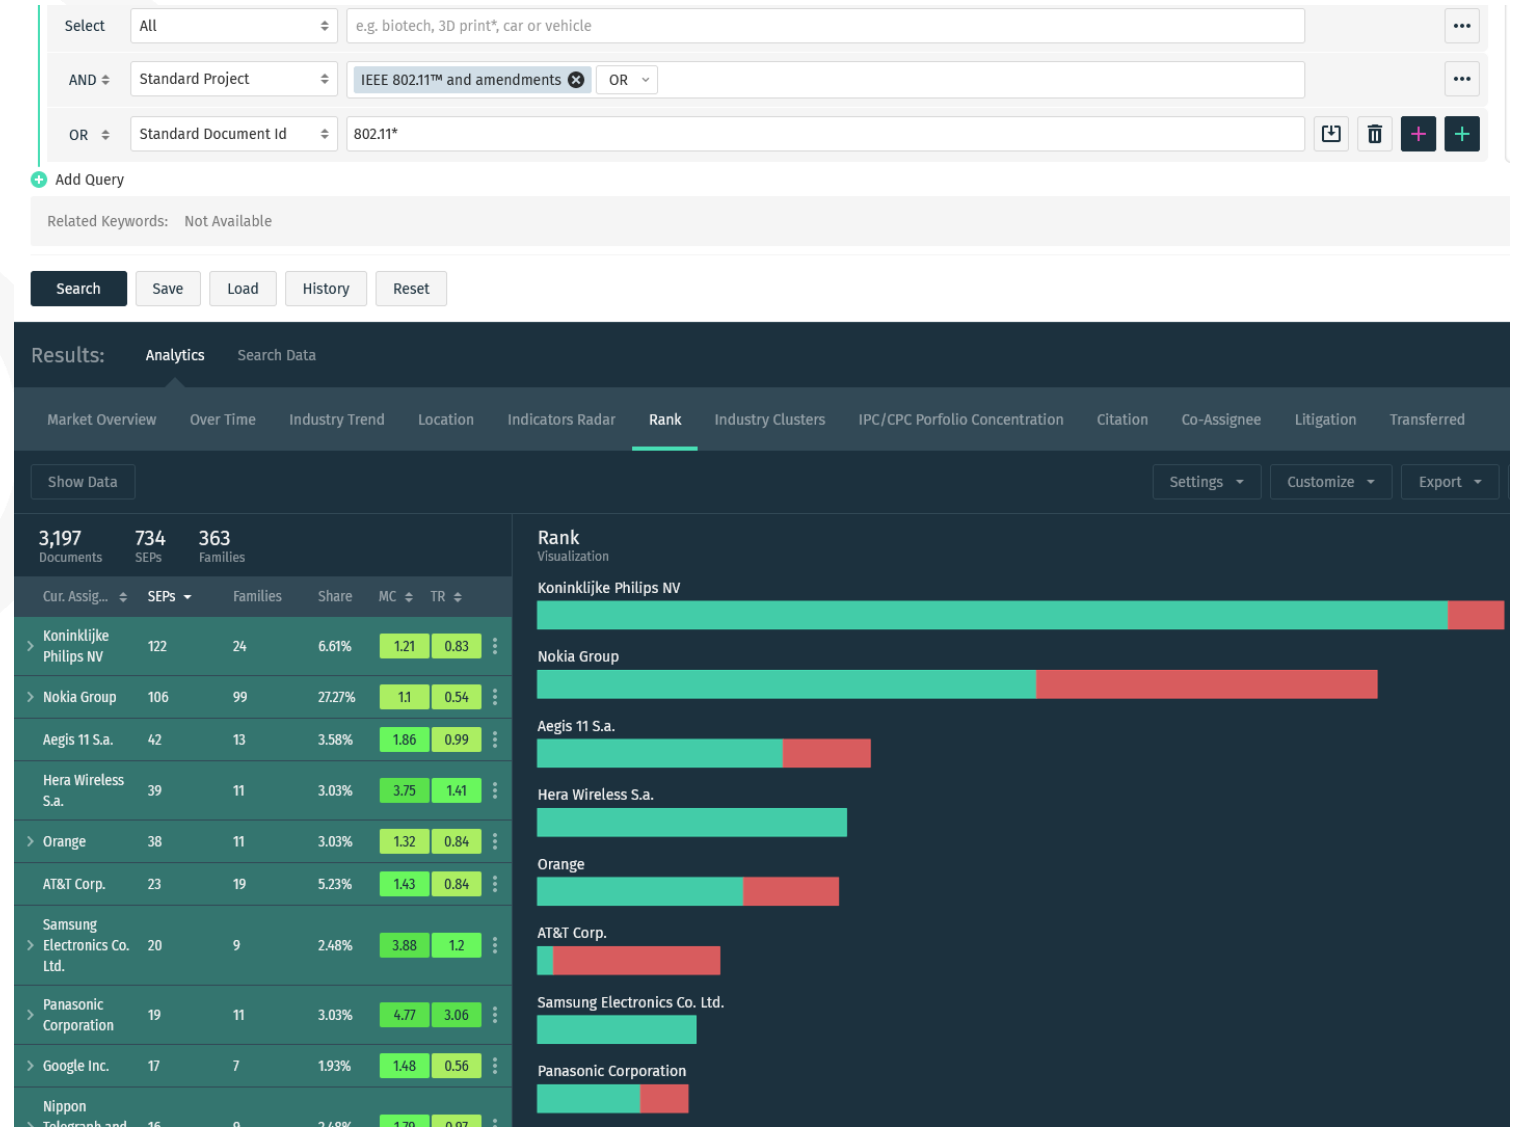 Select All e.g. biotech, 3D print*, car or vehicle
AND Standard Project IEEE 802.11™ and amendments OR
OR Standard Document Id 802.11*
Add Query
Related Keywords: Not Available
Search Save Load History Reset
Results: Analytics Search Data
Market Overview Over Time Industry Trend Location Indicators Radar Rank Industry Clusters IPC/CPC Porfolio Concentration Citation Co-Assignee Litigation Transferred
Show Data Settings Customize Export
3,197 734 363
Documents SEPs Families
Cur. Assig... SEPs Families Share MC TR
Koninklijke
Philips NV 122 24 6.61% 1.21 0.83
Nokia Group 106 99 27.27% 1.1 0.54
Aegis 11 S.a. 42 13 3.58% 1.86 0.99
Hera Wireless
S.a. 39 11 3.03% 3.75 1.41
Orange 38 11 3.03% 1.32 0.84
AT&T Corp. 23 19 5.23% 1.43 0.84
Samsung
Electronics Co. 20 9 2.48% 3.88 1.2
Ltd.
Panasonic
Corporation 19 11 3.03% 4.77 3.06
Google Inc. 17 7 1.93% 1.48 0.56
Nippon
Telegraph and 16 9 2.48% 1.79 0.97
Rank
Visualization
Koninklijke Philips NV
Nokia Group
Aegis 11 S.a.
Hera Wireless S.a.
Orange
AT&T Corp.
Samsung Electronics Co. Ltd.
Panasonic Corporation